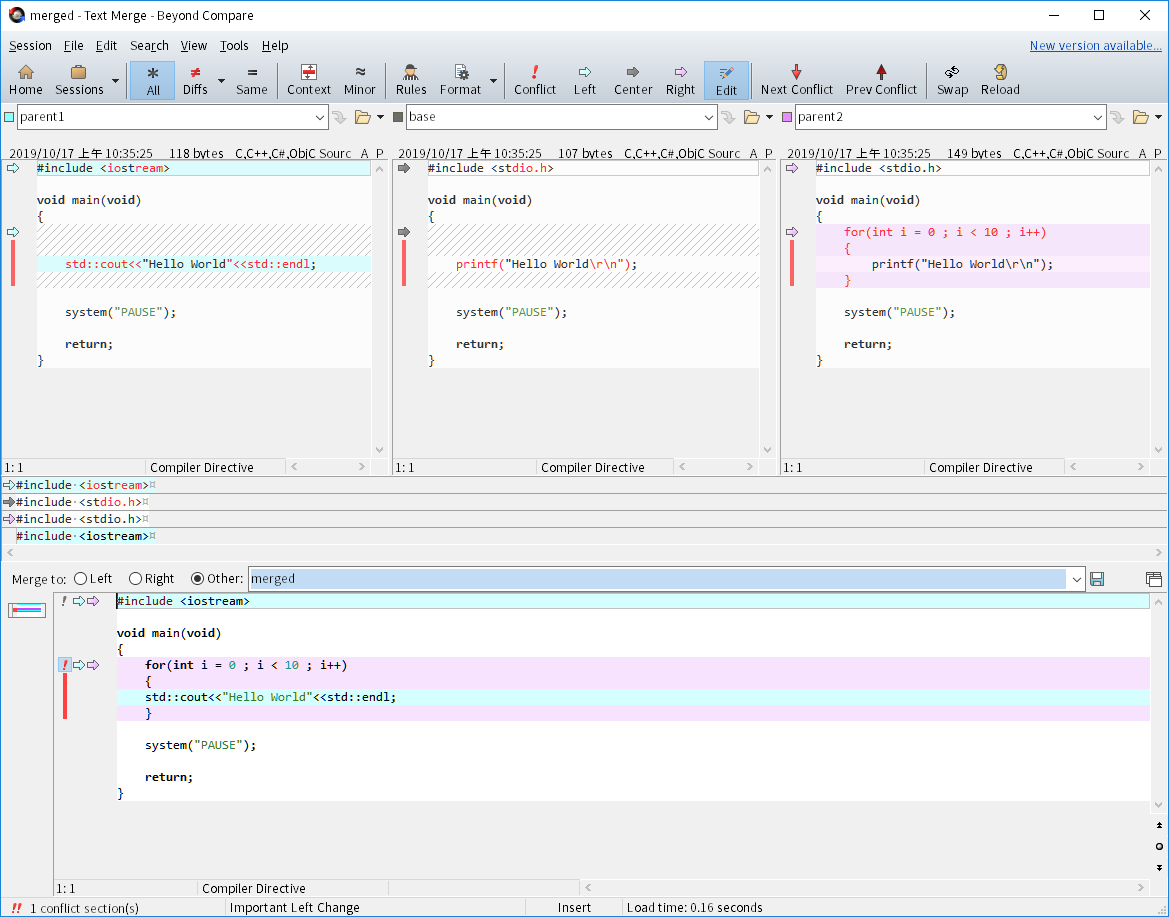 merged - Text Merge - Beyond Compare
Session File Edit Search View Tools Help New version available...
Home Sessions All Diffs Same Context Minor Rules Format Conflict Left Center Right Edit Next Conflict Prev Conflict Swap Reload
parent1 base parent2
2019/10/17 上午 10:35:25 118 bytes C,C++,C#,ObjC Sourc A P
#include <iostream>
void main(void)
{
std::cout<<"Hello World"<<std::endl;
system("PAUSE");
return;
}
1: 1 Compiler Directive
2019/10/17 上午 10:35:25 107 bytes C,C++,C#,ObjC Sourc A P
#include <stdio.h>
void main(void)
{
printf("Hello World\r\n");
system("PAUSE");
return;
}
1: 1 Compiler Directive
2019/10/17 上午 10:35:25 149 bytes C,C++,C#,ObjC Sourc A P
#include <stdio.h>
void main(void)
{
for(int i = 0 ; i < 10 ; i++)
{
printf("Hello World\r\n");
}
system("PAUSE");
return;
}
1: 1 Compiler Directive
#include·<iostream>¤
#include·<stdio.h>¤
#include·<stdio.h>¤
#include·<iostream>¤
Merge to: Left Right Other: merged
#include <iostream>
void main(void)
{
for(int i = 0 ; i < 10 ; i++)
{
std::cout<<"Hello World"<<std::endl;
}
system("PAUSE");
return;
}
1: 1 Compiler Directive
1 conflict section(s) Important Left Change Insert Load time: 0.16 seconds